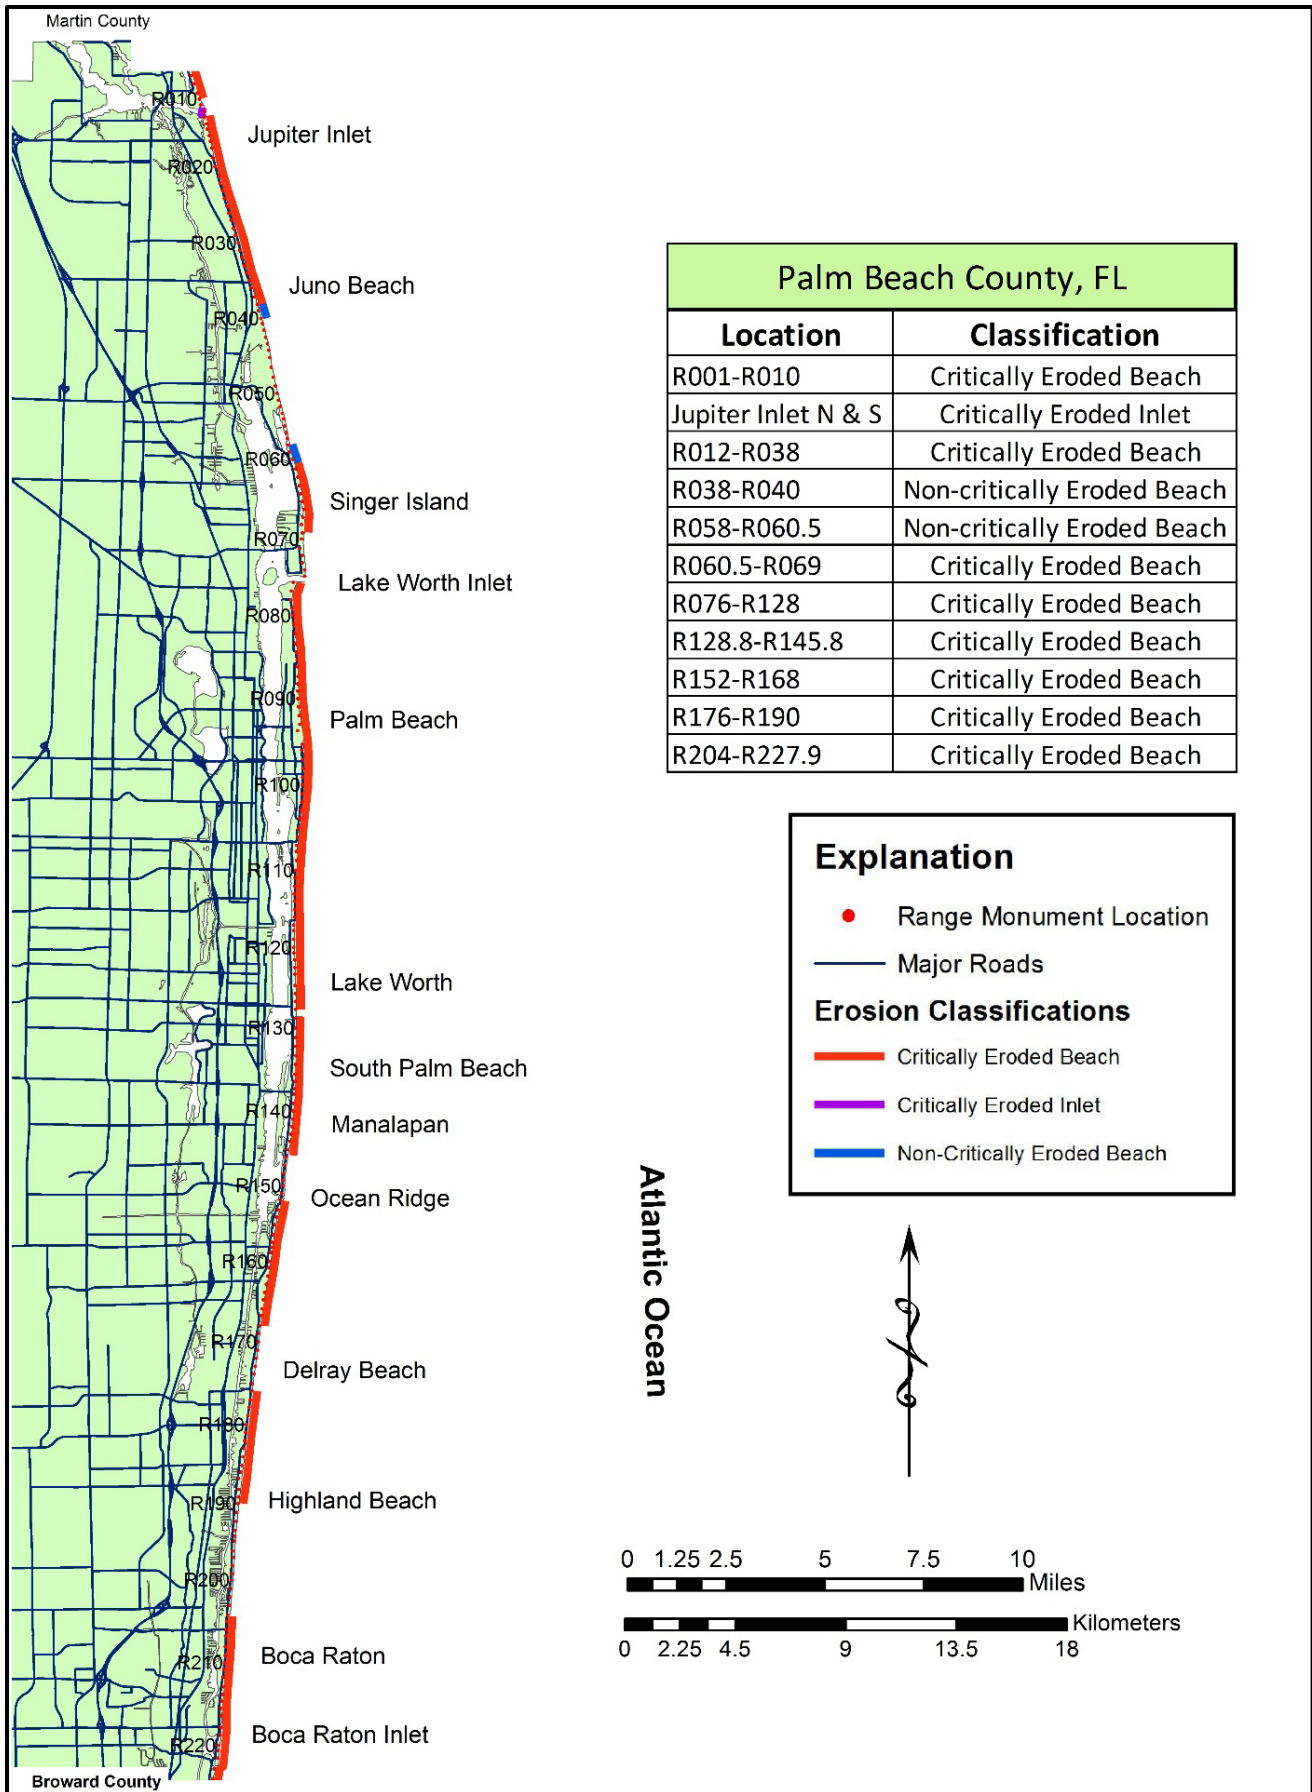 Martin County
R010
Jupiter Inlet
R020
R030
Juno Beach
R040
R050
R060
Singer Island
R070
Lake Worth Inlet
R080
R090
Palm Beach
R100
R110
R120
Lake Worth
R130
South Palm Beach
R140
Manalapan
R150
Ocean Ridge
R160
R170
Delray Beach
R180
R190
Highland Beach
R200
R210
Boca Raton
R220
Boca Raton Inlet
Broward County
Palm Beach County, FL
Location Classification
R001-R010 Critically Eroded Beach
Jupiter Inlet N & S Critically Eroded Inlet
R012-R038 Critically Eroded Beach
R038-R040 Non-critically Eroded Beach
R058-R060.5 Non-critically Eroded Beach
R060.5-R069 Critically Eroded Beach
R076-R128 Critically Eroded Beach
R128.8-R145.8 Critically Eroded Beach
R152-R168 Critically Eroded Beach
R176-R190 Critically Eroded Beach
R204-R227.9 Critically Eroded Beach
Explanation
Range Monument Location
Major Roads
Erosion Classifications
Critically Eroded Beach
Critically Eroded Inlet
Non-Critically Eroded Beach
Atlantic Ocean
N
0 1.25 2.5 5 7.5 10
Miles
Kilometers
0 2.25 4.5 9 13.5 18